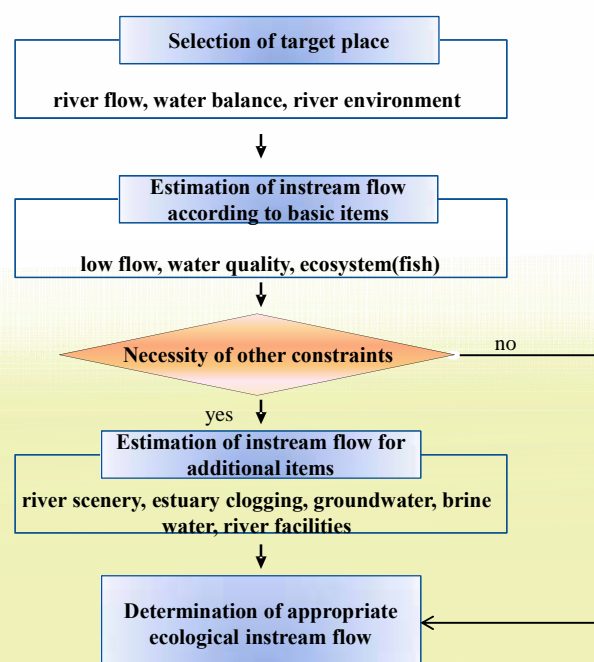 Selection of target place
river flow, water balance, river environment
Estimation of instream flow
according to basic items
low flow, water quality, ecosystem(fish)
Necessity of other constraints
no
yes
Estimation of instream flow for
additional items
river scenery, estuary clogging, groundwater, brine
water, river facilities
Determination of appropriate
ecological instream flow